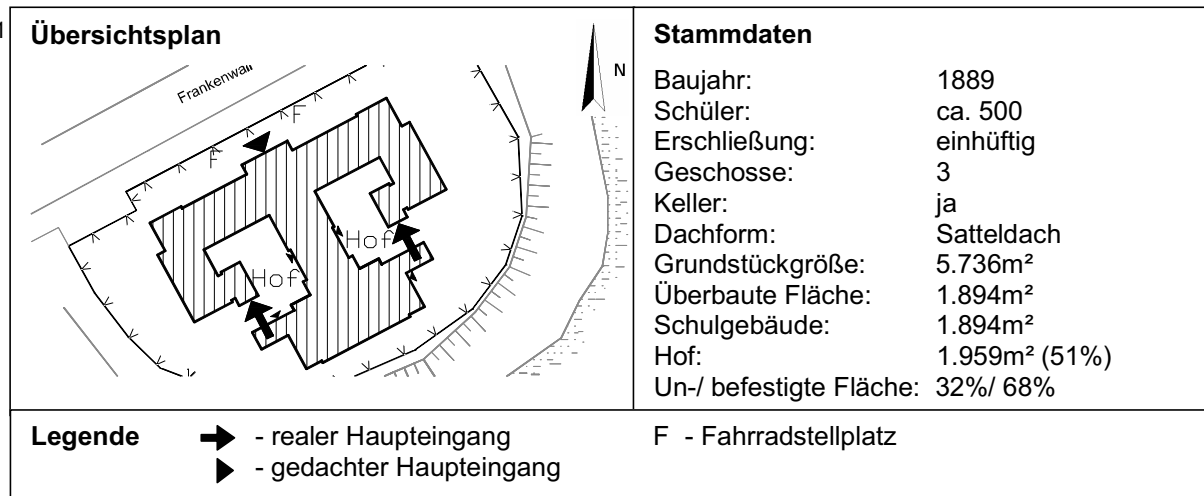 Übersichtsplan
Frankenwall
N
F
F
Hof
Hof
Stammdaten
Baujahr: 1889
Schüler: ca. 500
Erschließung: einhüftig
Geschosse: 3
Keller: ja
Dachform: Satteldach
Grundstückgröße: 5.736m²
Überbaute Fläche: 1.894m²
Schulgebäude: 1.894m²
Hof: 1.959m² (51%)
Un-/ befestigte Fläche: 32%/ 68%
Legende - realer Haupteingang F - Fahrradstellplatz
- gedachter Haupteingang